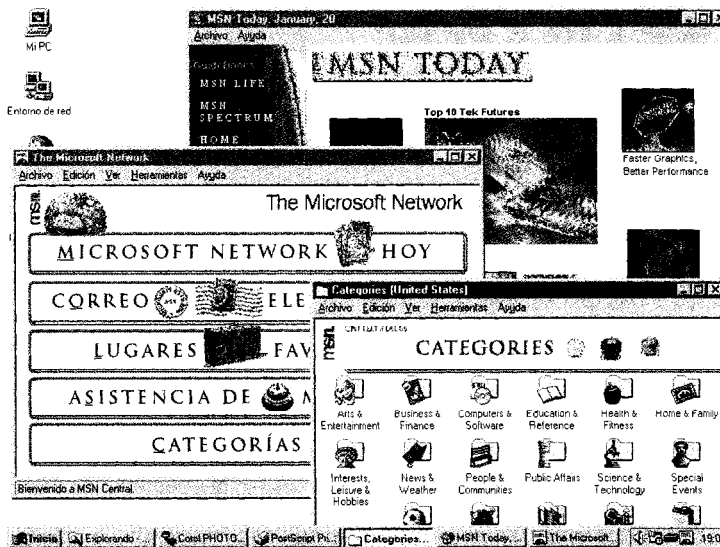 Mi PC
Entorno de red
MSN Today, January, 20
Archivo Ayuda
MSN LIFE
MSN
SPECTRUM
HOME
MSN TODAY
Top 10 Tek Futures
Faster Graphics,
Better Performance
The Microsoft Network
Archivo Edición Ver Herramientas Ayuda
msn
The Microsoft Network
MICROSOFT NETWORK HOY
CORREO ELE
LUGARES FAV
ASISTENCIA DE M
CATEGORÍAS
Bienvenido a MSN Central.
Categories (United States)
Archivo Edición Ver Herramientas Ayuda
msn
CATEGORIES
Arts &
Entertainment
Business &
Finance
Computers &
Software
Education &
Reference
Health &
Fitness
Home & Family
Interests,
Leisure &
Hobbies
News &
Weather
People &
Communities
Public Affairs
Science &
Technology
Special
Events
Inicio Explorando ... Corel PHOTO... PostScript Pri... Categories... MSN Today... The Microsoft...